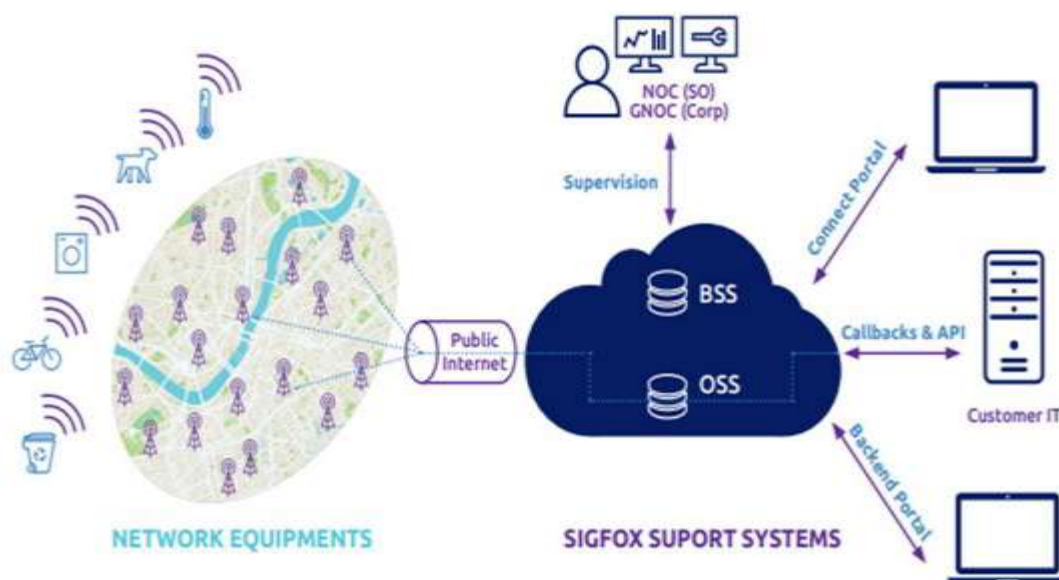 NOC (SO)
GNOC (Corp)
Supervision
Connect Portal
BSS
Public
Internet
Callbacks & API
OSS
Customer IT
Backend Portal
NETWORK EQUIPMENTS
SIGFOX SUPORT SYSTEMS